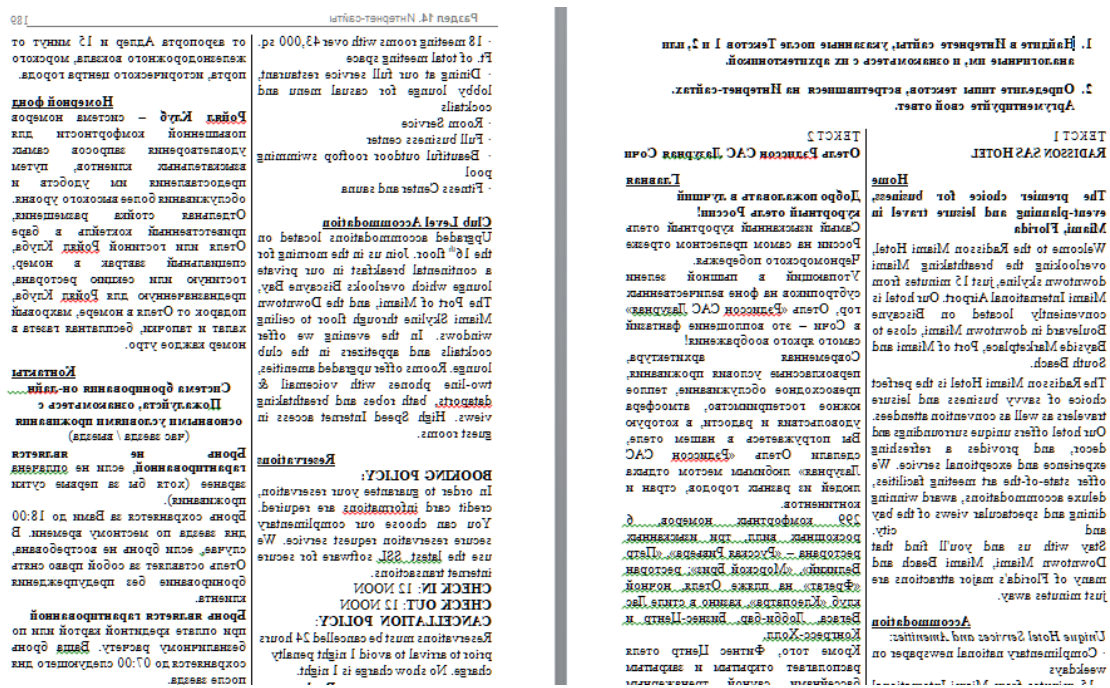 1. Найдите в Интернете сайты, указанные после Текстов 1 и 2, или
аналогичные им, и ознакомьтесь с их архитектоникой.
2. Определите типы текстов, встретившиеся на Интернет-сайтах.
Аргументируйте свой ответ.
ТЕКСТ 1
RADISSON SAS HOTEL
Home
The premier choice for business,
event-planning and leisure travel in
Miami, Florida
Welcome to the Radisson Miami Hotel,
overlooking the breathtaking Miami
downtown skyline, just 15 minutes from
Miami International Airport. Our hotel is
conveniently located on Biscayne
Boulevard in downtown Miami, close to
Bayside Marketplace, Port of Miami and
South Beach.
The Radisson Miami Hotel is the perfect
choice of savvy business and leisure
travelers as well as convention attendees.
Our hotel offers unique surroundings and
decor, and provides a refreshing
experience and exceptional service. We
offer state-of-the art meeting facilities,
deluxe accommodations, award winning
dining and spectacular views of the bay
and city.
Stay with us and you'll find that
Downtown Miami, Miami Beach and
many of Florida's major attractions are
just minutes away.
Accommodation
Unique Hotel Services and Amenities:
· Complimentary national newspaper on
weekdays
· 15 minutes from Miami International
ТЕКСТ 2
Отель Рэдиссон САС Лазурная Сочи
Главная
Добро пожаловать в лучший
курортный отель России!
Самый изысканный курортный отель
России на самом прелестном отрезке
Черноморского побережья.
Утопающий в пышной зелени
субтропиков на фоне величественных
гор, Отель «Рэдиссон САС Лазурная»
в Сочи – это воплощение фантазий
самого яркого воображения!
Современная архитектура,
первоклассные условия проживания,
превосходное обслуживание, теплое
южное гостеприимство, атмосфера
удовольствия и радости, в которую
Вы погружаетесь в нашем отеле,
сделали Отель «Рэдиссон САС
Лазурная» любимым местом отдыха
людей из разных городов, стран и
континентов.
299 комфортных номеров, 6
роскошных вилл, три изысканных
ресторана – «Русская Ривьера», «Петр
Великий», «Морской Бриз»; ресторан
«Фрегат» на пляже Отеля, ночной
клуб «Клеопатра», казино в стиле Лас
Вегаса, Лобби-бар, Бизнес-Центр и
Конгресс-Холл.
Кроме того, Фитнес Центр отеля
располагает открытым и закрытым
бассейнами, сауной, тренажерным
Раздел 14. Интернет-сайты 189
· 18 meeting rooms with over 43,000 sq.
Ft. of total meeting space
· Dining at our full service restaurant,
lobby lounge for casual menu and
cocktails
· Room Service
· Full business center
· Beautiful outdoor rooftop swimming
pool
· Fitness Center and sauna
Club Level Accommodation
Upgraded accommodations located on
the 16th floor. Join us in the morning for
a continental breakfast in our private
lounge which overlooks Biscayne Bay,
The Port of Miami, and the Downtown
Miami Skyline through floor to ceiling
windows. In the evening we offer
cocktails and appetizers in the club
lounge. Rooms offer upgraded amenities,
two-line phones with voicemail &
dataports, bath robes and breathtaking
views. High Speed Internet access in
guest rooms.
Reservations
BOOKING POLICY:
In order to guarantee your reservation,
credit card informations are required.
You can choose our complimentary
secure reservation request service. We
use the latest SSL software for secure
internet transactions.
CHECK IN: 12 NOON
CHECK OUT: 12 NOON
CANCELLATION POLICY:
Reservations must be cancelled 24 hours
prior to arrival to avoid 1 night penalty
charge. No show charge is 1 night.
от аэропорта Адлер и 15 минут от
железнодорожного вокзала, морского
порта, исторического центра города.
Номерной фонд
Роял Клуб – система номеров
повышенной комфортности для
удовлетворения запросов самых
взыскательных клиентов, путем
предоставления им удобств и
обслуживания более высокого уровня.
Отдельная стойка размещения,
приветственный коктейль в баре
Отеля или гостиной Роял Клуба,
специальный завтрак в номер,
гостиную или секцию ресторана,
предназначенную для Роял Клуба,
подарок от Отеля в номере, махровый
халат и тапочки, бесплатная газета в
номер каждое утро.
Контакты
Система бронирования он-лайн
Пожалуйста, ознакомьтесь с
основными условиями проживания
(час заезда / выезда)
Бронь не является
гарантированной, если не оплачена
заранее (хотя бы за первые сутки
проживания).
Бронь сохраняется за Вами до 18:00
дня заезда по местному времени. В
случае, если бронь не востребована,
Отель оставляет за собой право снять
бронирование без предупреждения
клиента.
Бронь является гарантированной
при оплате кредитной картой или по
безналичному расчету. Ваша бронь
сохраняется до 07:00 следующего дня
после заезда.